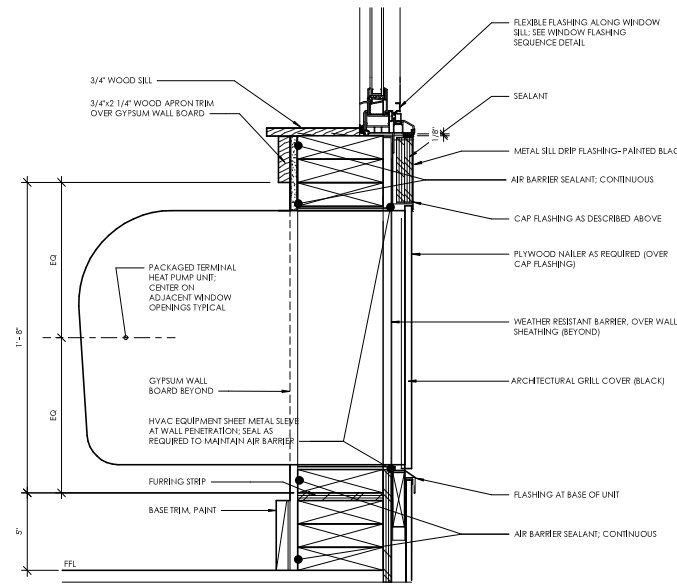 FLEXIBLE FLASHING ALONG WINDOW
SILL; SEE WINDOW FLASHING
SEQUENCE DETAIL
3/4" WOOD SILL
3/4"x2 1/4" WOOD APRON TRIM
OVER GYPSUM WALL BOARD
SEALANT
1/8"
METAL SILL DRIP FLASHING- PAINTED BLAC
AIR BARRIER SEALANT; CONTINUOUS
CAP FLASHING AS DESCRIBED ABOVE
PLYWOOD NAILER AS REQUIRED (OVER
CAP FLASHING)
EQ
PACKAGED TERMINAL
HEAT PUMP UNIT;
CENTER ON
ADJACENT WINDOW
OPENINGS TYPICAL
1'- 8"
WEATHER RESISTANT BARRIER, OVER WALL
SHEATHING (BEYOND)
GYPSUM WALL
BOARD BEYOND
ARCHITECTURAL GRILL COVER (BLACK)
EQ
HVAC EQUIPMENT SHEET METAL SLEVE
AT WALL PENETRATION; SEAL AS
REQUIRED TO MAINTAIN AIR BARRIER
FURRING STRIP
FLASHING AT BASE OF UNIT
BASE TRIM, PAINT
5"
AIR BARRIER SEALANT; CONTINUOUS
FFL